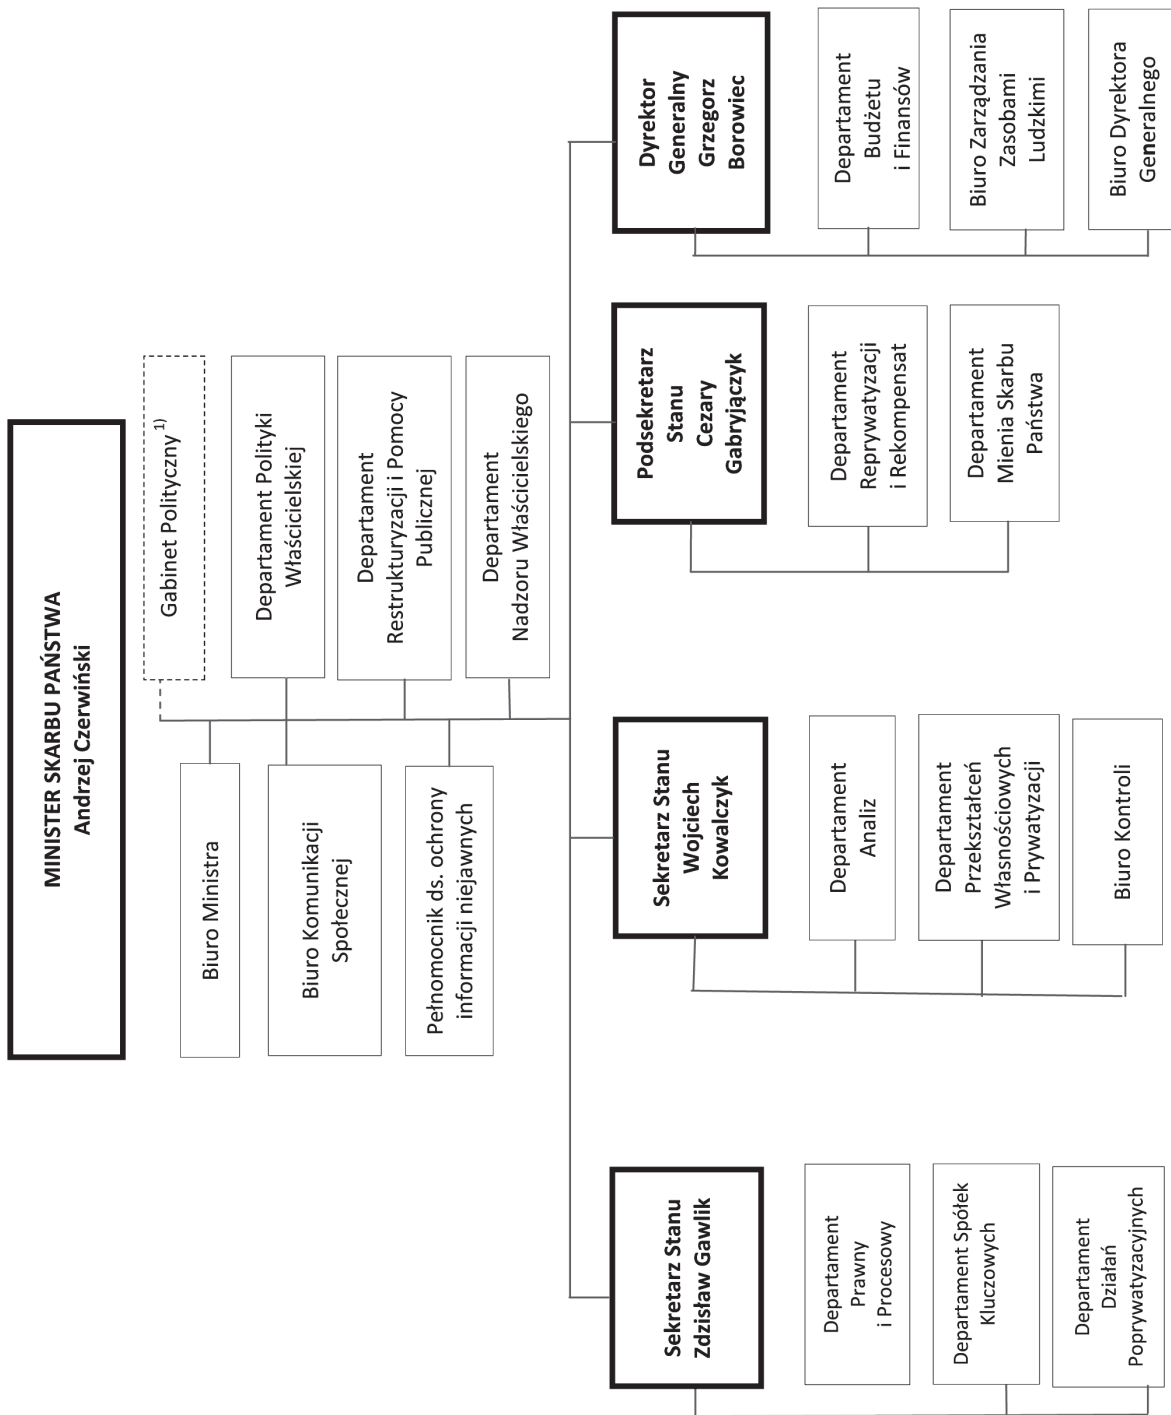 MINISTER SKARBU PAŃSTWA
Andrzej Czerwiński
Gabinet Polityczny 1)
Biuro Ministra
Departament Polityki
Właścicielskiej
Biuro Komunikacji
Społecznej
Departament
Restrukturyzacji i Pomocy
Publicznej
Pełnomocnik ds. ochrony
informacji niejawnych
Departament
Nadzoru Właścicielskiego
Sekretarz Stanu
Zdzisław Gawlik
Departament
Prawny
i Procesowy
Departament Spółek
Kluczowych
Departament
Działań
Poprywatyzacyjnych
Sekretarz Stanu
Wojciech
Kowalczyk
Departament
Analiz
Departament
Przekształceń
Własnościowych
i Prywatyzacji
Biuro Kontroli
Podsekretarz
Stanu
Cezary
Gabryjączyk
Departament
Reprywatyzacji
i Rekompensat
Departament
Mienia Skarbu
Państwa
Dyrektor
Generalny
Grzegorz
Borowiec
Departament
Budżetu
i Finansów
Biuro Zarządzania
Zasobami
Ludzkimi
Biuro Dyrektora
Generalnego